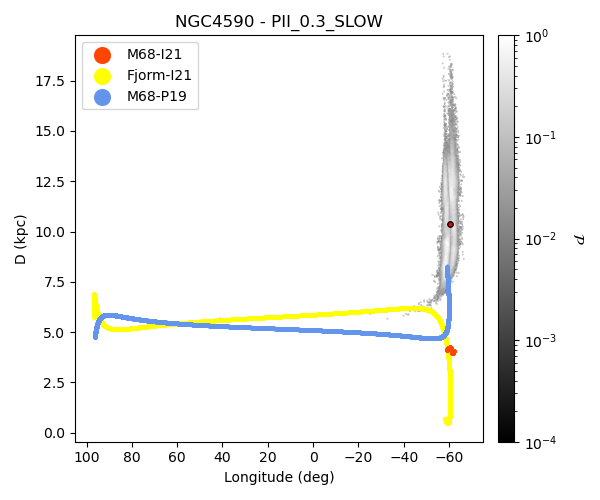 NGC4590 - PII_0.3_SLOW
M68-I21
Fjorm-I21
M68-P19
D (kpc)
17.5
15.0
12.5
10.0
7.5
5.0
2.5
0.0
100 80 60 40 20 0 −20 −40 −60
Longitude (deg)
10⁰
10⁻¹
10⁻²
10⁻³
10⁻⁴
𝒫